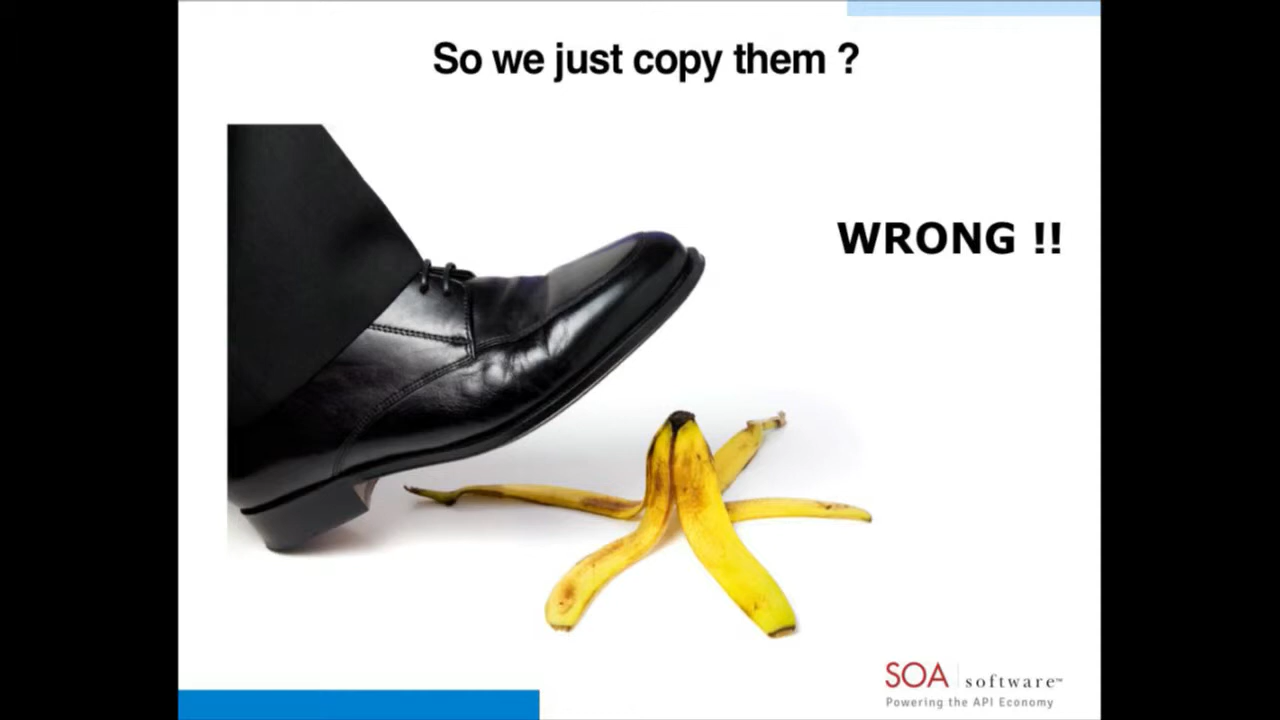 So we just copy them ?
WRONG !!
SOA software™
Powering the API Economy